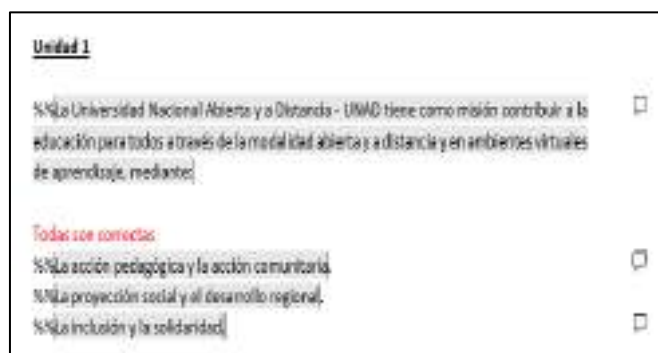 Unidad 1
%%La Universidad Nacional Abierta y a Distancia - UNAD tiene como misión contribuir a la
educación para todos a través de la modalidad abierta y a distancia y en ambientes virtuales
de aprendizaje, mediante:
Todas son correctas
%%La acción pedagógica y la acción comunitaria.
%%La proyección social y el desarrollo regional.
%%La inclusión y la solidaridad.